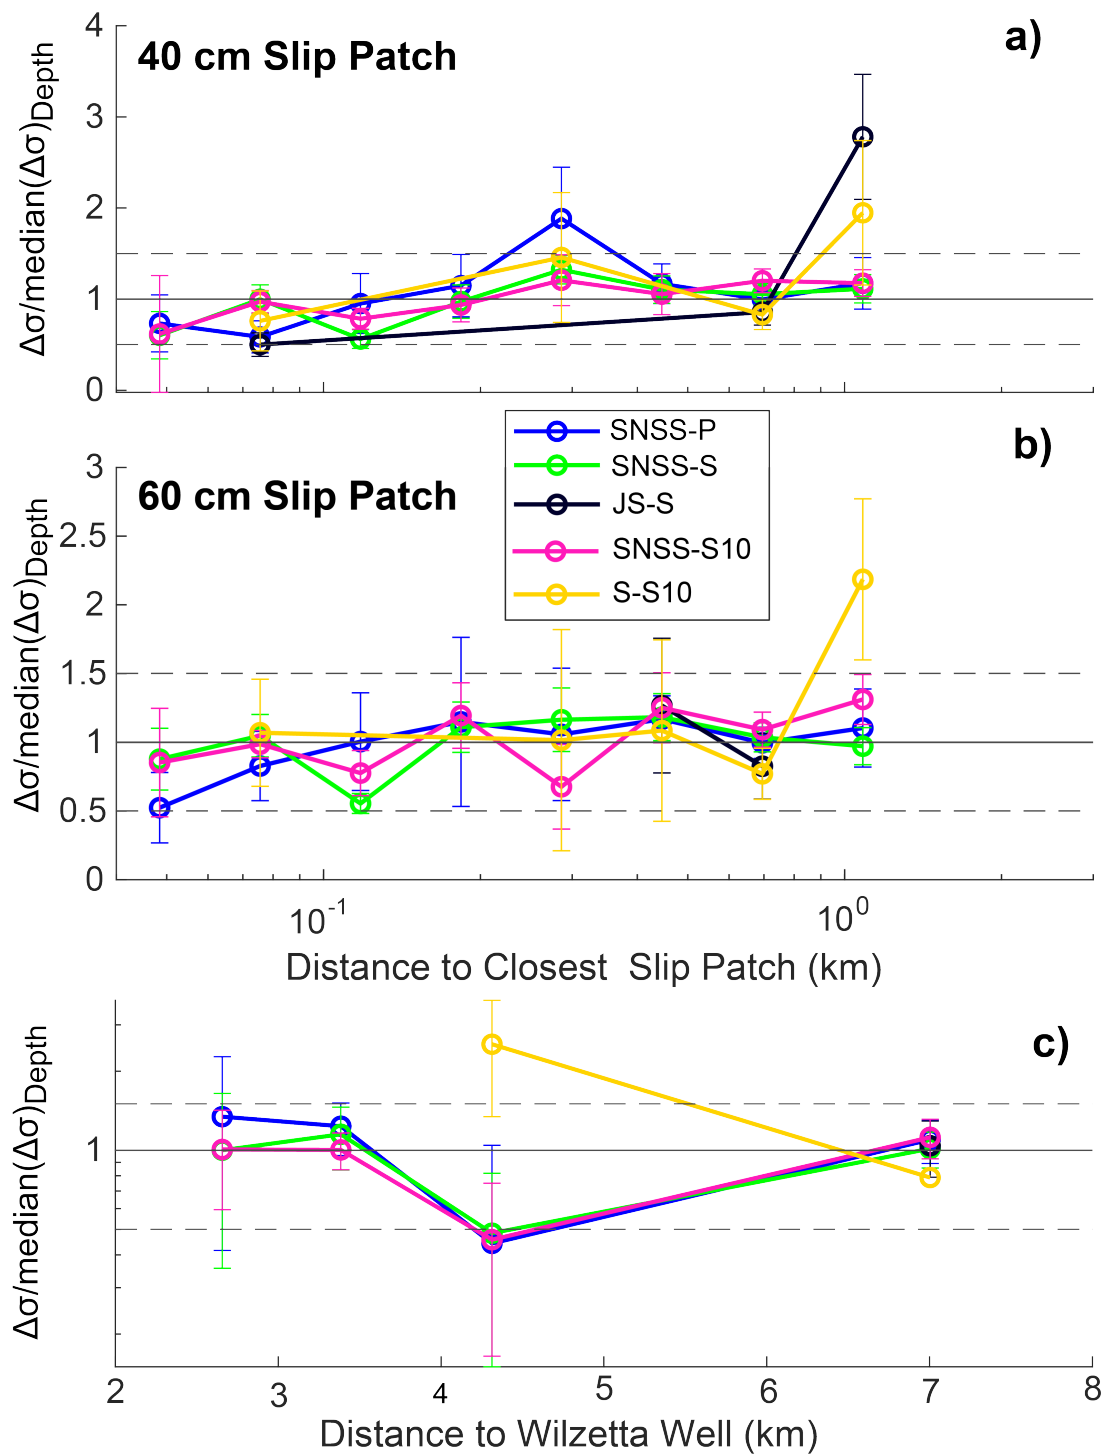 a)
40 cm Slip Patch
Δσ/median(Δσ)Depth
4
3
2
1
0
SNSS-P
SNSS-S
JS-S
SNSS-S10
S-S10
b)
60 cm Slip Patch
Δσ/median(Δσ)Depth
3
2.5
2
1.5
1
0.5
0
10-1 100
Distance to Closest Slip Patch (km)
c)
Δσ/median(Δσ)Depth
1
2 3 4 5 6 7 8
Distance to Wilzetta Well (km)